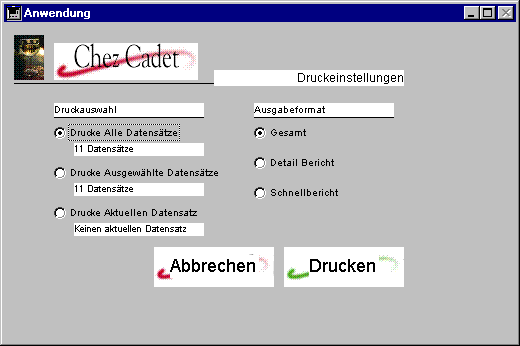 Anwendung
Chez Cadet
Druckeinstellungen
Druckauswahl
Ausgabeformat
Drucke Alle Datensätze
Gesamt
11 Datensätze
Detail Bericht
Drucke Ausgewählte Datensätze
11 Datensätze
Schnellbericht
Drucke Aktuellen Datensatz
Keinen aktuellen Datensatz
Abbrechen
Drucken